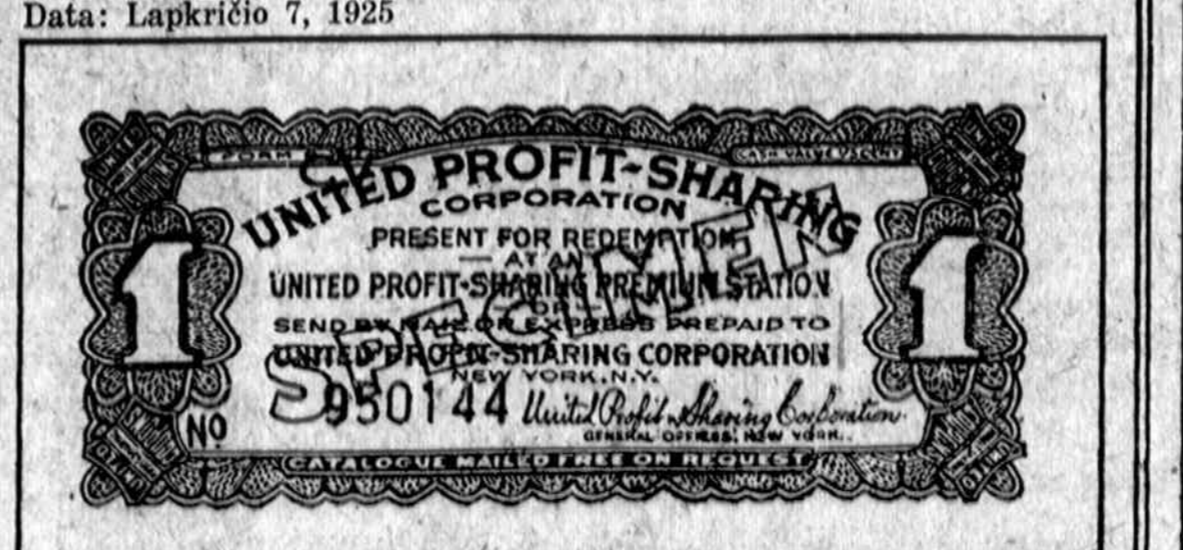 Data: Lapkričio 7, 1925
FORM
UNITED PROFIT-SHARING
CORPORATION
PRESENT FOR REDEMPTION
— AT AN
UNITED PROFIT-SHARING PREMIUM STATION
— OR —
SEND BY MAIL OR EXPRESS PREPAID TO
UNITED PROFIT-SHARING CORPORATION
NEW YORK, N.Y.
SPECIMEN
1
1
NO
950144
United Profit-Sharing Corporation
GENERAL OFFICES, NEW YORK.
CATALOGUE MAILED FREE ON REQUEST